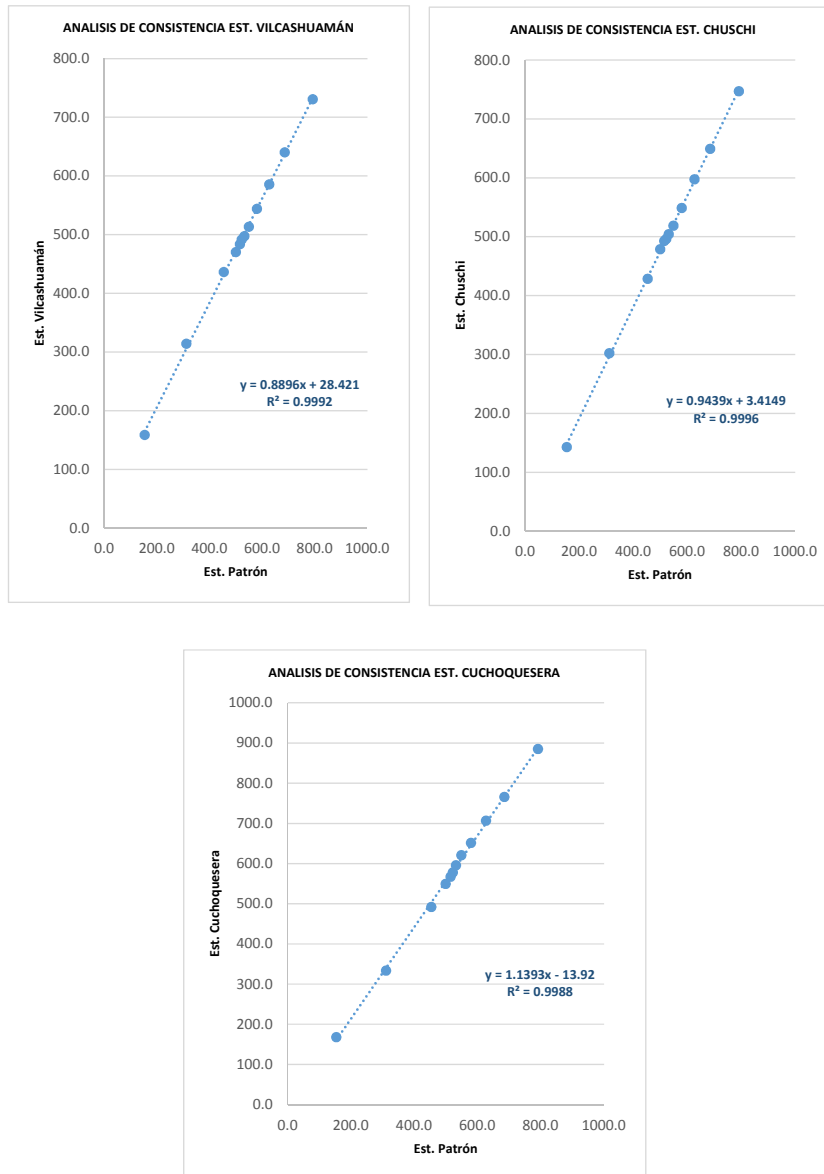 ANALISIS DE CONSISTENCIA EST. VILCASHUAMÁN
800.0
700.0
600.0
500.0
400.0
300.0
200.0
100.0
0.0
Est. Vilcashuamán
y = 0.8896x + 28.421
R² = 0.9992
0.0 200.0 400.0 600.0 800.0 1000.0
Est. Patrón
ANALISIS DE CONSISTENCIA EST. CHUSCHI
800.0
700.0
600.0
500.0
400.0
300.0
200.0
100.0
0.0
Est. Chuschi
y = 0.9439x + 3.4149
R² = 0.9996
0.0 200.0 400.0 600.0 800.0 1000.0
Est. Patrón
ANALISIS DE CONSISTENCIA EST. CUCHOQUESERA
1000.0
900.0
800.0
700.0
600.0
500.0
400.0
300.0
200.0
100.0
0.0
Est. Cuchoquesera
y = 1.1393x - 13.92
R² = 0.9988
0.0 200.0 400.0 600.0 800.0 1000.0
Est. Patrón